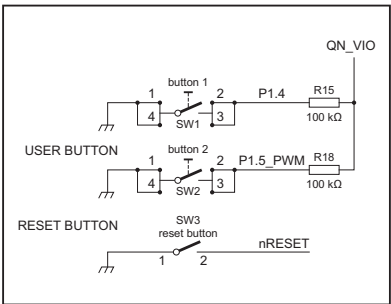 QN_VIO
button 1
1 2 P1.4 R15
4 3 100 kΩ
SW1
USER BUTTON
button 2
1 2 P1.5_PWM R18
4 3 100 kΩ
SW2
RESET BUTTON
SW3
reset button
nRESET
1 2